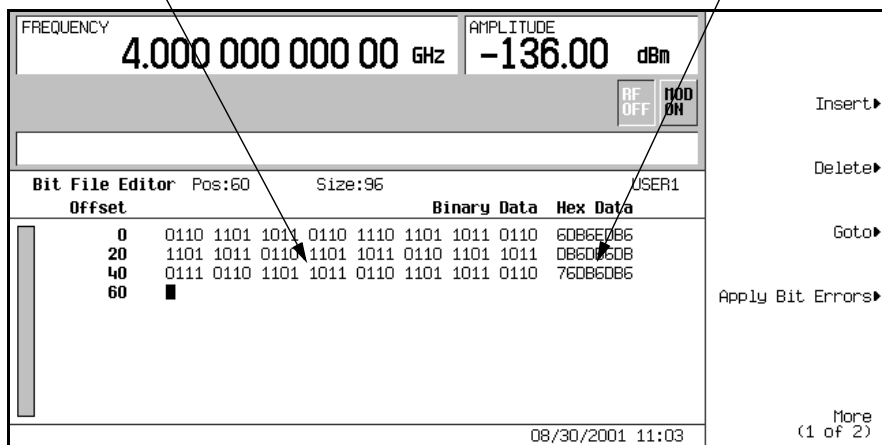 FREQUENCY
4.000 000 000 00 GHz
AMPLITUDE
-136.00 dBm
RF OFF
MOD ON
Insert
Delete
Goto
Apply Bit Errors
More
(1 of 2)
Bit File Editor Pos:60 Size:96 USER1
Offset Binary Data Hex Data
0 0110 1101 1011 0110 1110 1101 1011 0110 6DB6EDB6
20 1101 1011 0110 1101 1011 0110 1101 1011 DB6DB6DB
40 0111 0110 1101 1011 0110 1101 1011 0110 76DB6DB6
60
08/30/2001 11:03